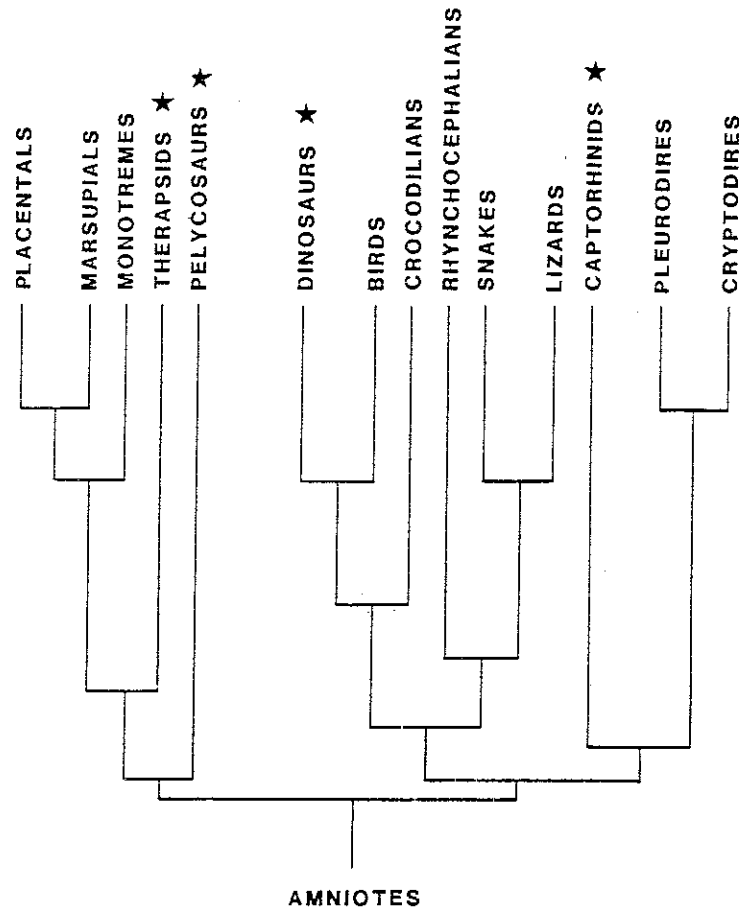 PLACENTALS
MARSUPIALS
MONOTREMES
THERAPSIDS ★
PELYCOSAURS ★
DINOSAURS ★
BIRDS
CROCODILIANS
RHYNCHOCEPHALIANS
SNAKES
LIZARDS
CAPTORHINIDS ★
PLEURODIRES
CRYPTODIRES
AMNIOTES